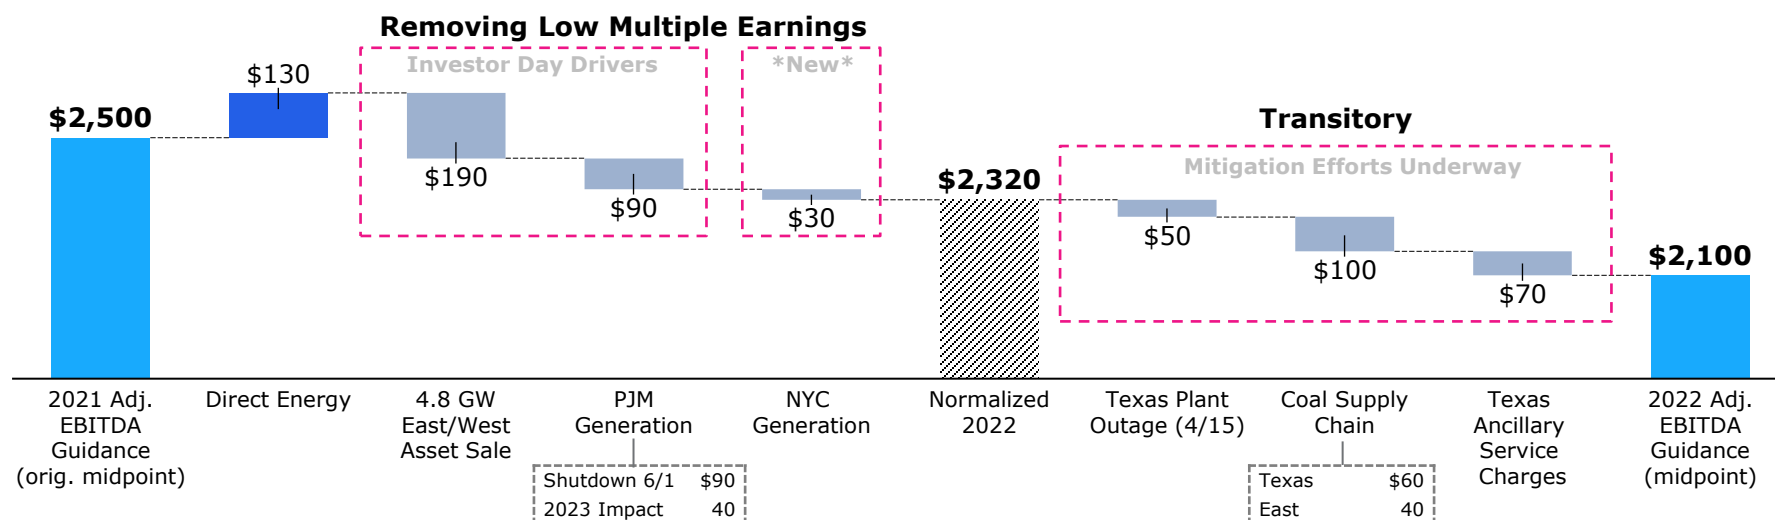 Removing Low Multiple Earnings
Investor Day Drivers
*New*
$130
$2,500
$190
$90
$30
$2,320
Transitory
Mitigation Efforts Underway
$50
$100
$70
$2,100
2021 Adj.
EBITDA
Guidance
(orig. midpoint)
Direct Energy
4.8 GW
East/West
Asset Sale
PJM
Generation
NYC
Generation
Normalized
2022
Texas Plant
Outage (4/15)
Coal Supply
Chain
Texas
Ancillary
Service
Charges
2022 Adj.
EBITDA
Guidance
(midpoint)
Shutdown 6/1 $90
2023 Impact 40
Texas $60
East 40